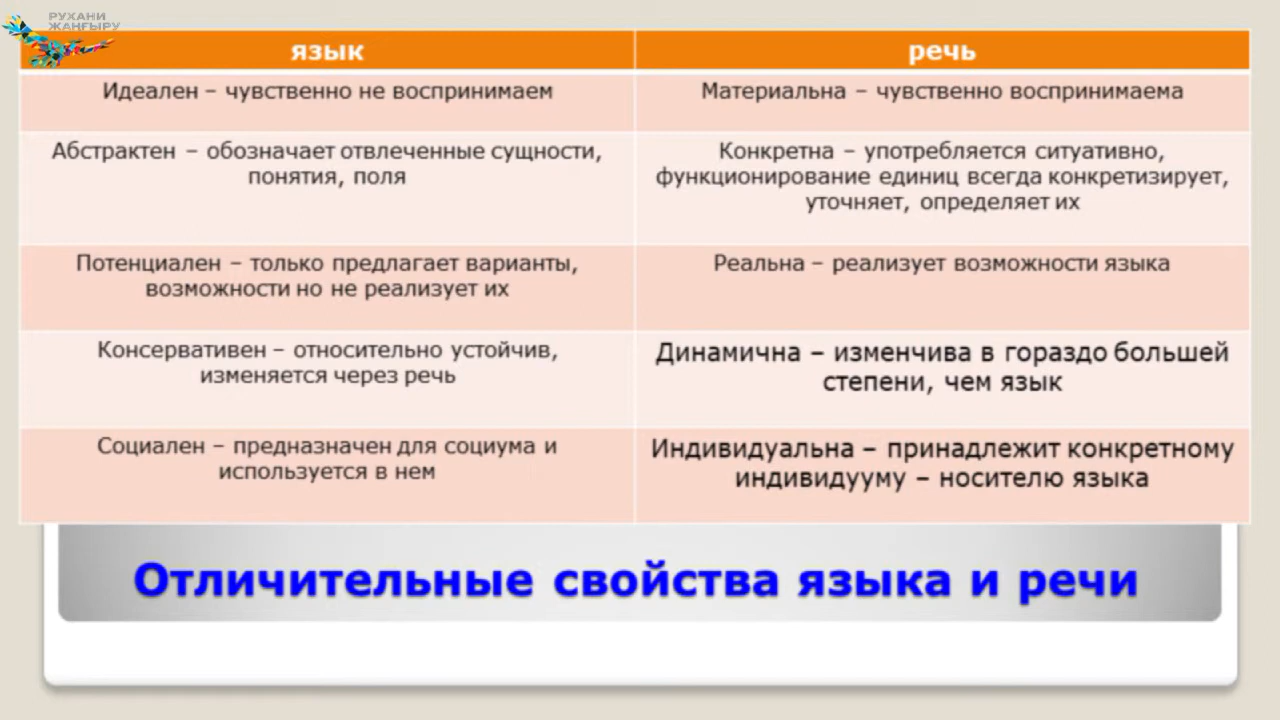 РУХАНИ
ЖАҢҒЫРУ
язык
речь
Идеален – чувственно не воспринимаем
Материальна – чувственно воспринимаема
Абстрактен – обозначает отвлеченные сущности,
понятия, поля
Конкретна – употребляется ситуативно,
функционирование единиц всегда конкретизирует,
уточняет, определяет их
Потенциален – только предлагает варианты,
возможности но не реализует их
Реальна – реализует возможности языка
Консервативен – относительно устойчив,
изменяется через речь
Динамична – изменчива в гораздо большей
степени, чем язык
Социален – предназначен для социума и
используется в нем
Индивидуальна – принадлежит конкретному
индивидууму – носителю языка
Отличительные свойства языка и речи